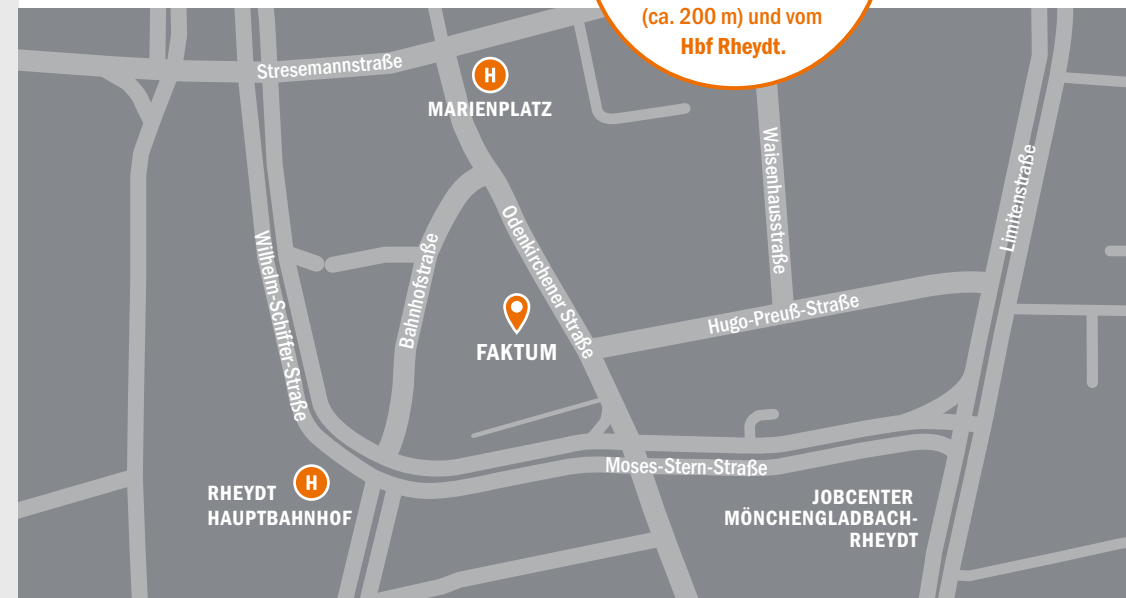 (ca. 200 m) und vom
Hbf Rheydt.
Stresemannstraße
H
MARIENPLATZ
Waisenhausstraße
Limitenstraße
Odenkirchener Straße
Wilhelm-Schiffer-Straße
Bahnhofstraße
Hugo-Preuß-Straße
FAKTUM
Moses-Stern-Straße
H
RHEYDT
HAUPTBAHNHOF
JOBCENTER
MÖNCHENGLADBACH-
RHEYDT